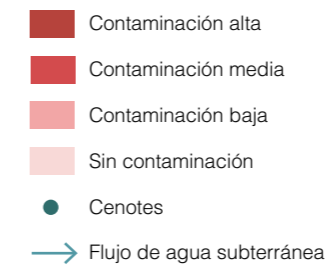 Contaminación alta
Contaminación media
Contaminación baja
Sin contaminación
Cenotes
Flujo de agua subterránea